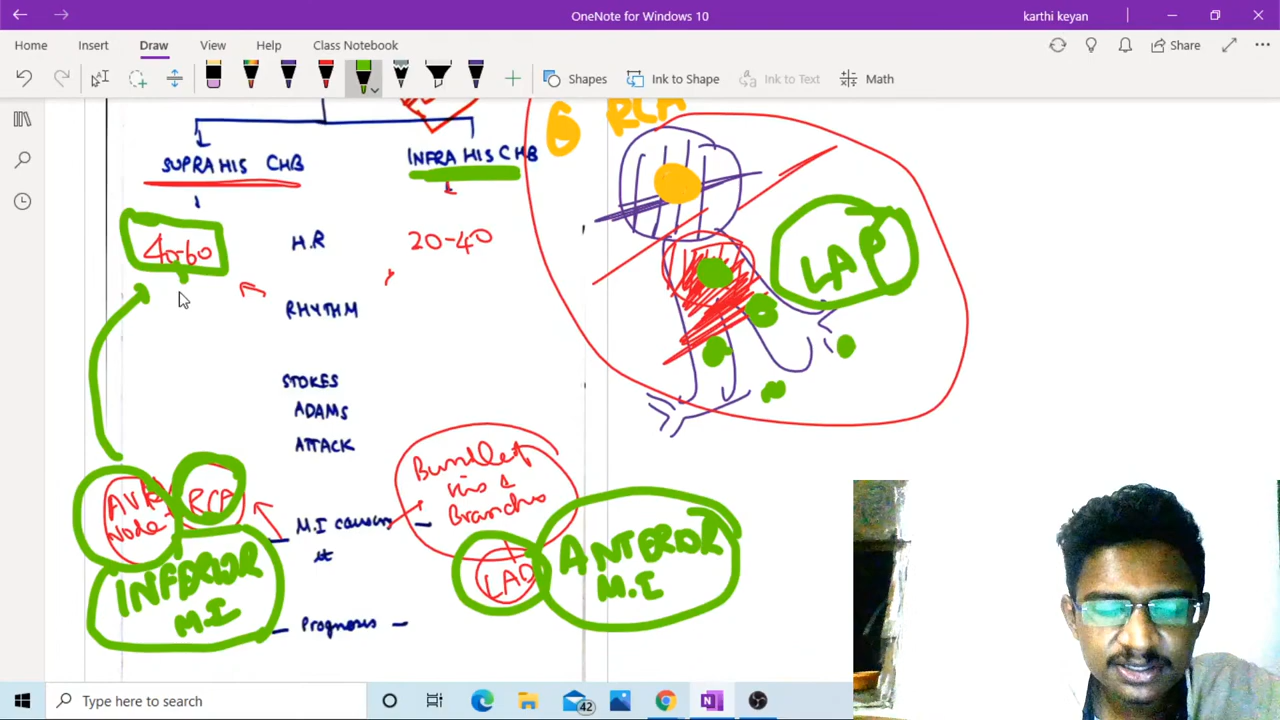 OneNote for Windows 10
karthi keyan
Home Insert Draw View Help Class Notebook
Share
Shapes Ink to Shape Ink to Text Math
6 RCA
SUPRA HIS CHB INFRA HIS CHB
40-60 H.R 20-40
RHYTHM
STOKES
ADAMS
ATTACK
LAD
Bundle of
His &
Branches
AV
Node
RCA
M.I causing
it
INFERIOR
M.I
LAD
ANTERIOR
M.I
Prognosis
Type here to search
42